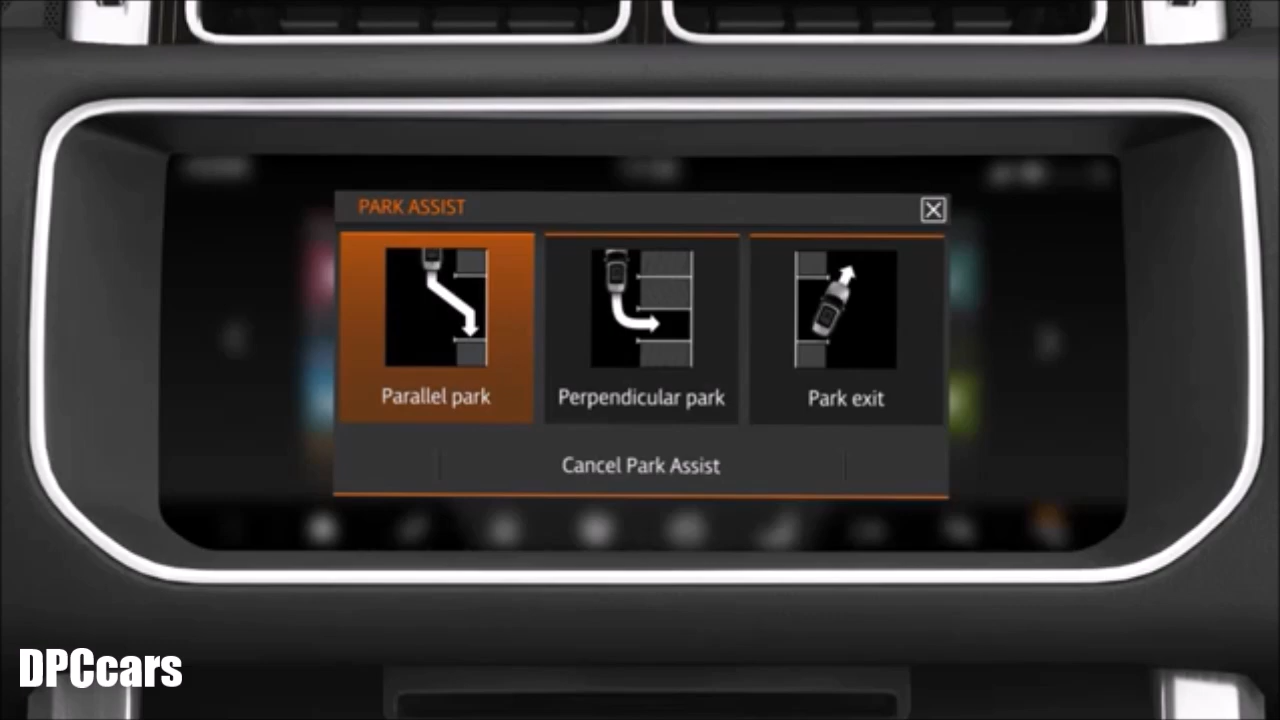 PARK ASSIST
Parallel park
Perpendicular park
Park exit
Cancel Park Assist
DPCcars